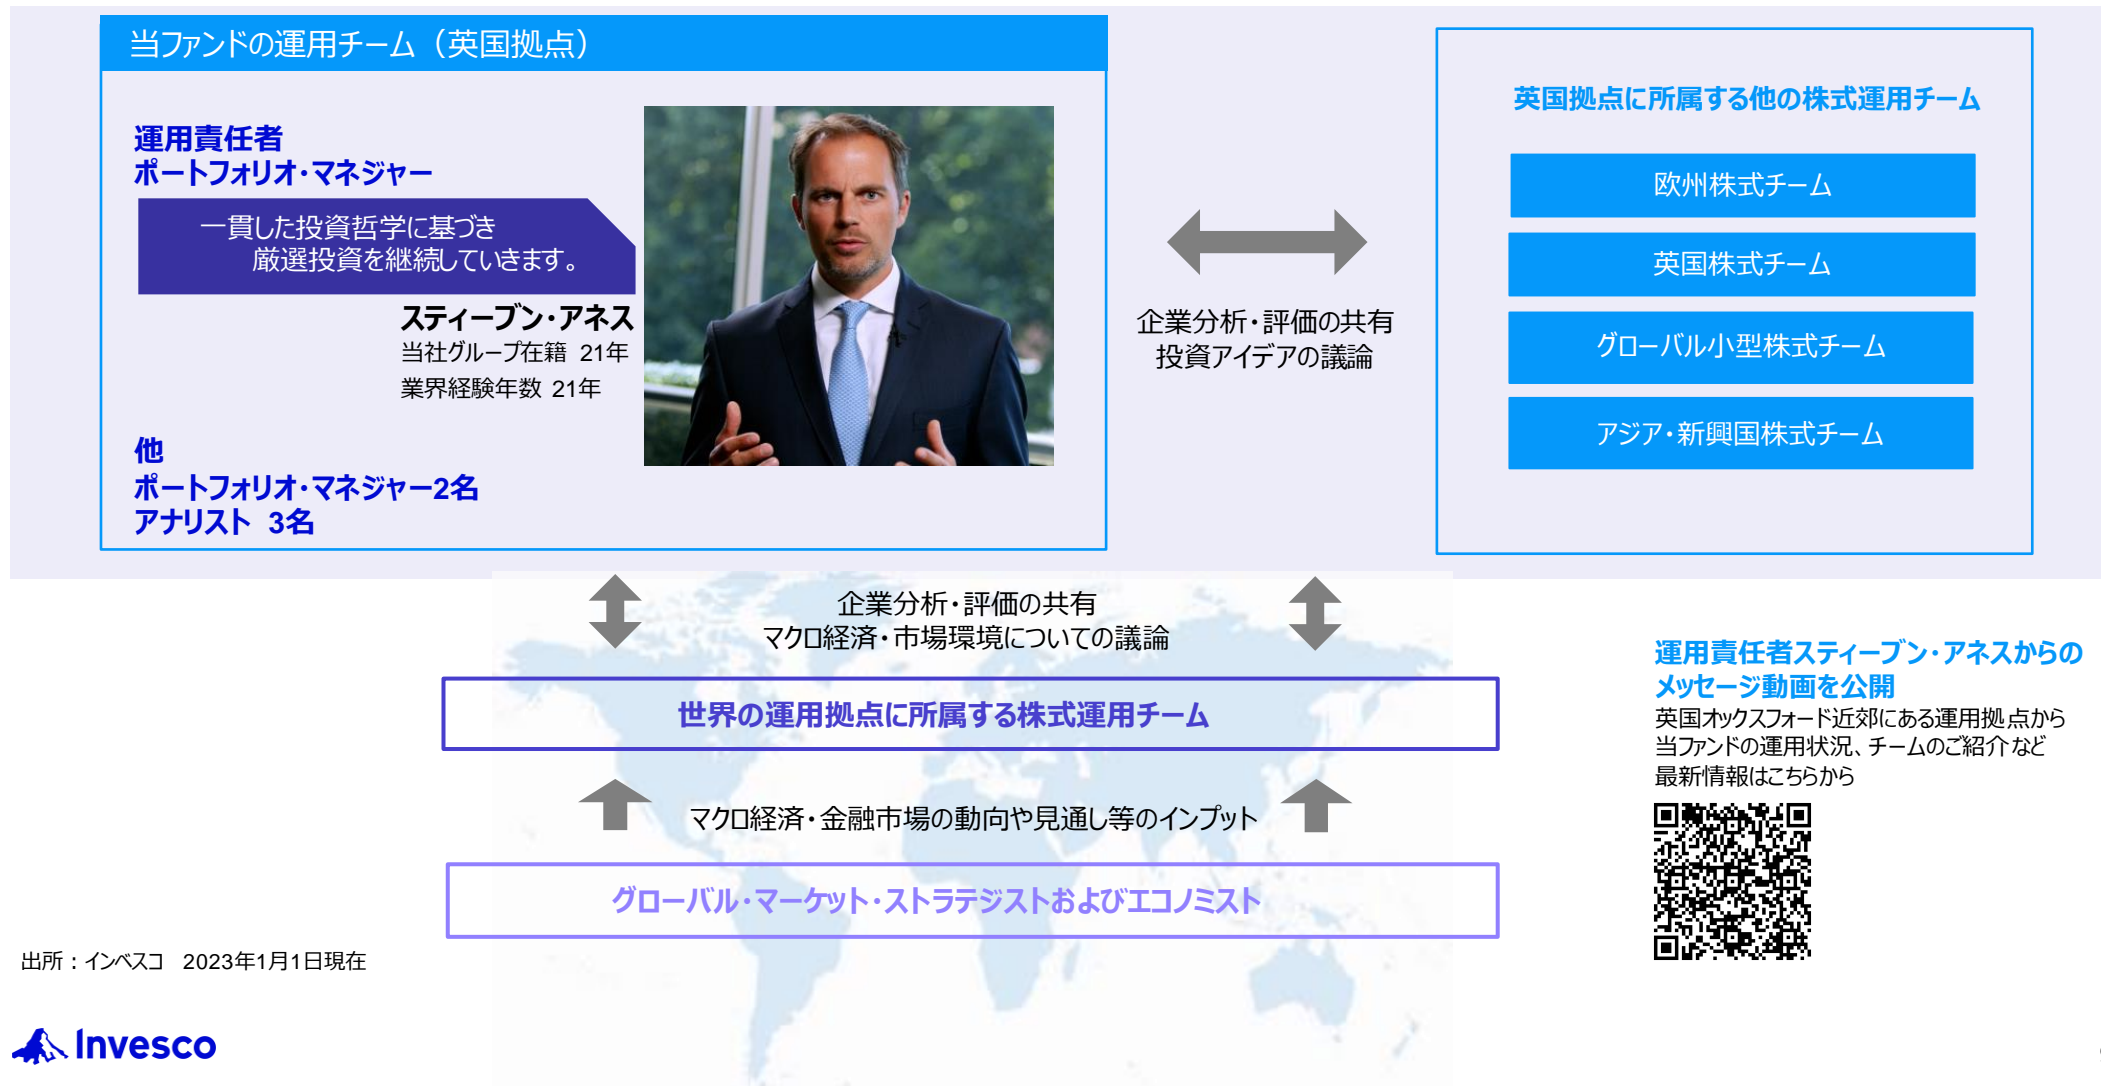 当ファンドの運用チーム（英国拠点）
運用責任者
ポートフォリオ・マネジャー
一貫した投資哲学に基づき
厳選投資を継続していきます。
スティーブン・アネス
当社グループ在籍 21年
業界経験年数 21年
他
ポートフォリオ・マネジャー2名
アナリスト 3名
企業分析・評価の共有
投資アイデアの議論
英国拠点に所属する他の株式運用チーム
欧州株式チーム
英国株式チーム
グローバル小型株式チーム
アジア・新興国株式チーム
企業分析・評価の共有
マクロ経済・市場環境についての議論
世界の運用拠点に所属する株式運用チーム
マクロ経済・金融市場の動向や見通し等のインプット
グローバル・マーケット・ストラテジストおよびエコノミスト
運用責任者スティーブン・アネスからの
メッセージ動画を公開
英国オックスフォード近郊にある運用拠点から
当ファンドの運用状況、チームのご紹介など
最新情報はこちらから
出所：インベスコ 2023年1月1日現在
Invesco